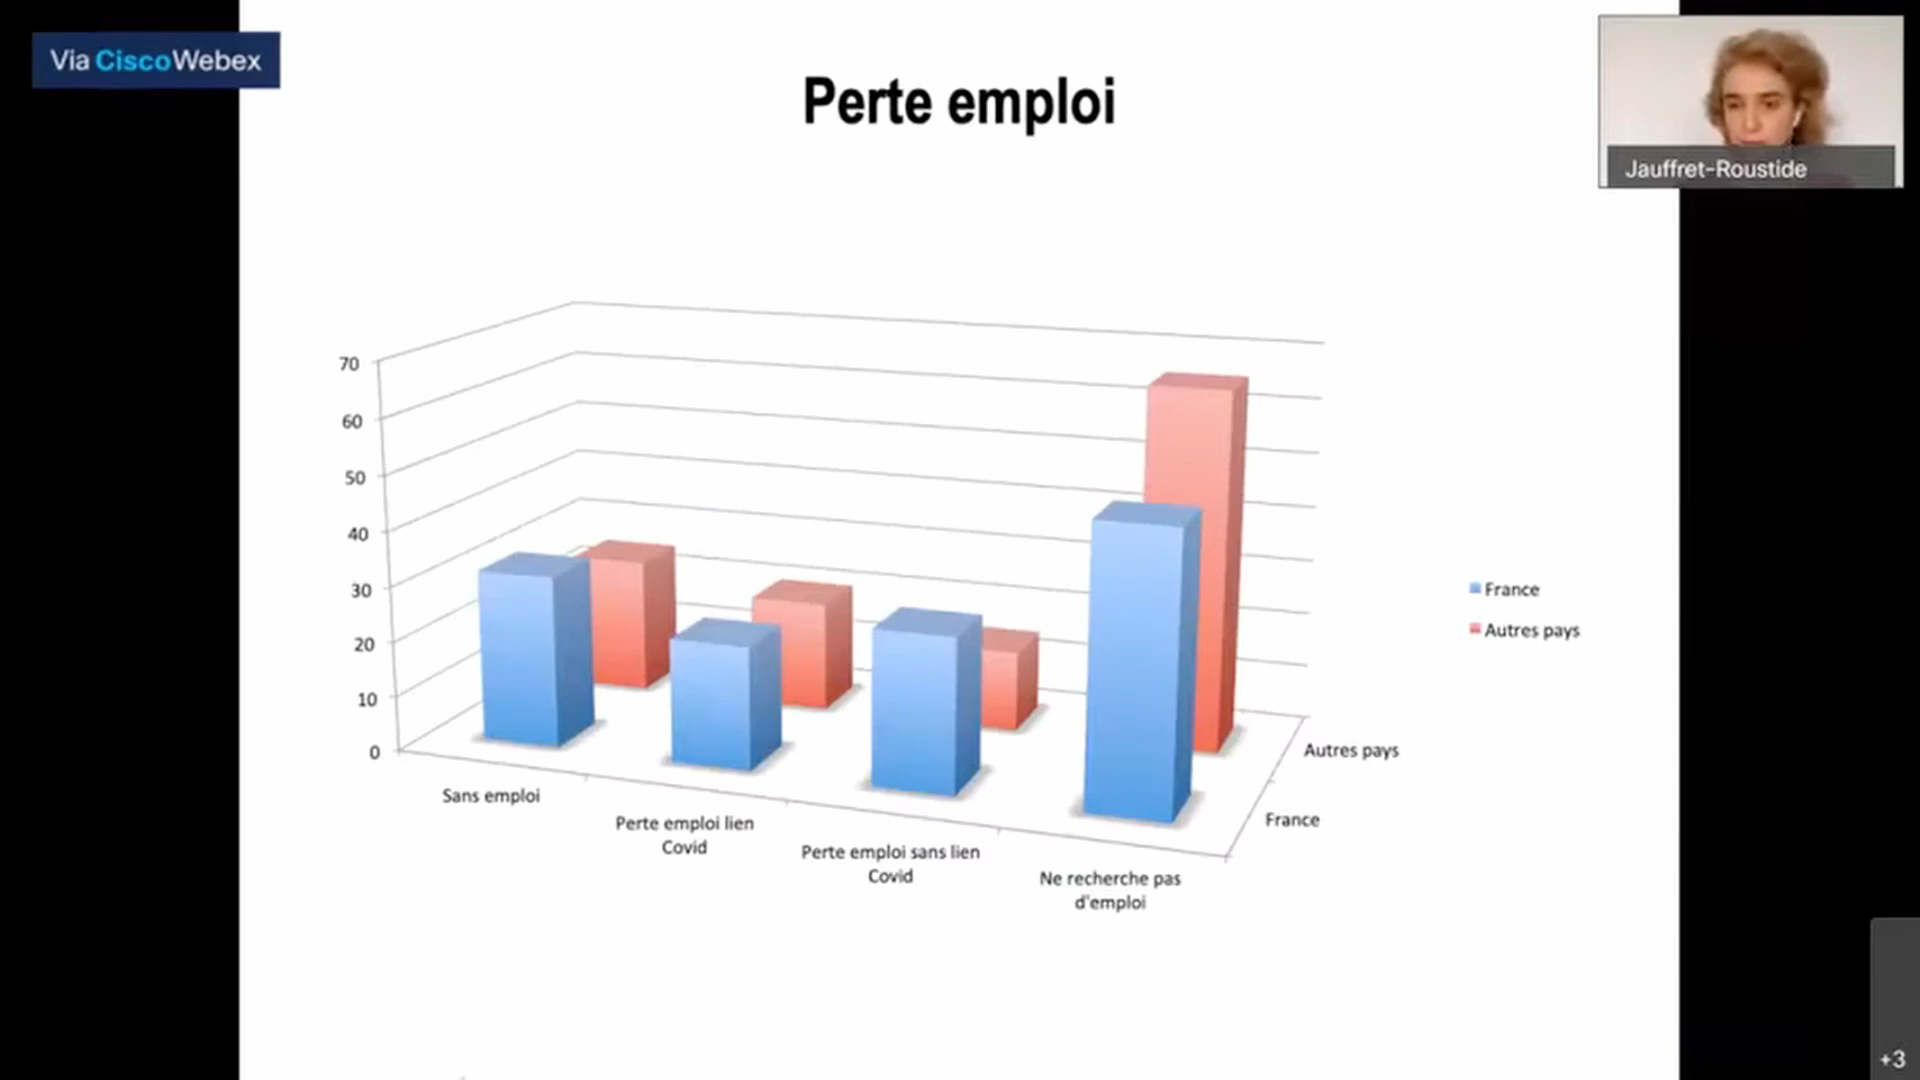 Via CiscoWebex
Perte emploi
Jauffret-Roustide
70
60
50
40
30
20
10
0
Sans emploi
Perte emploi lien
Covid
Perte emploi sans lien
Covid
Ne recherche pas
d'emploi
Autres pays
France
France
Autres pays
+3